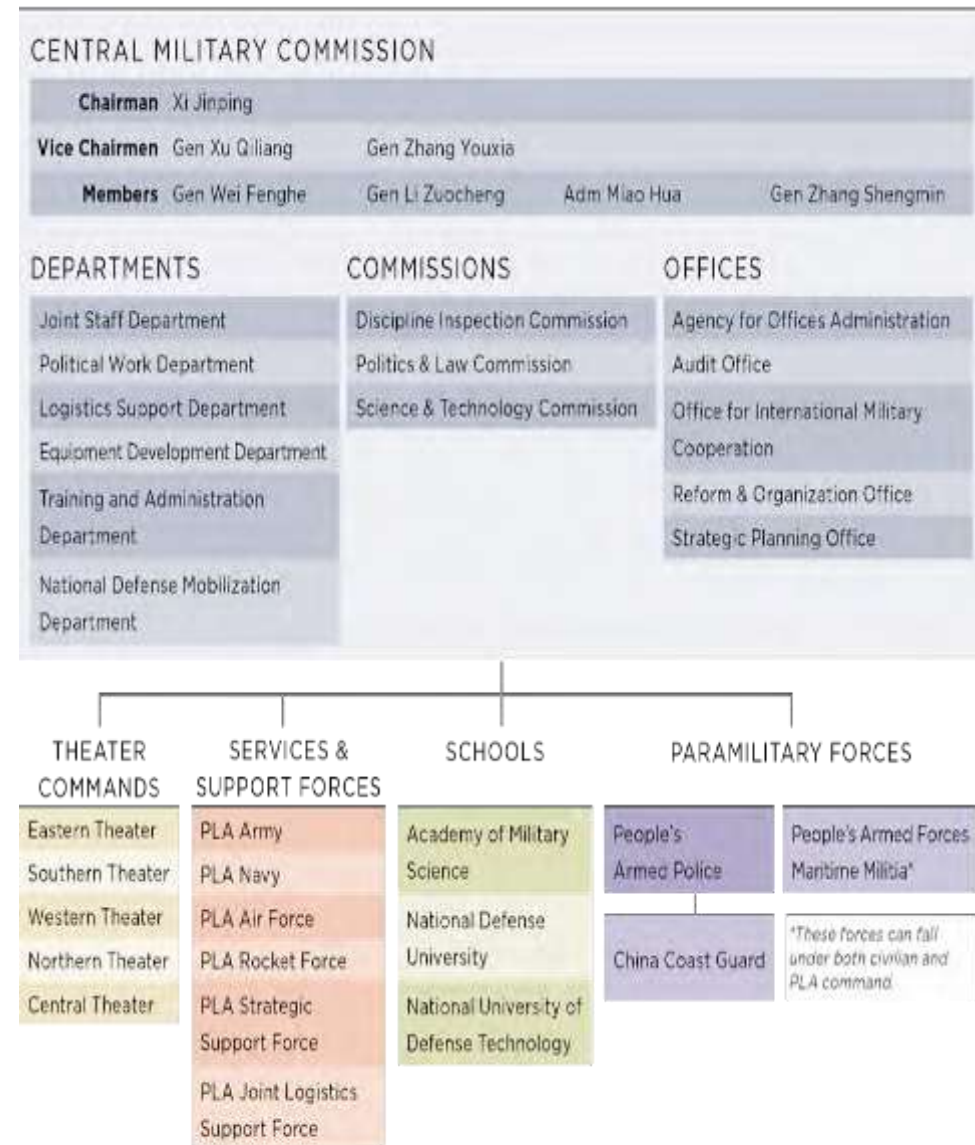 CENTRAL MILITARY COMMISSION
Chairman Xi Jinping
Vice Chairmen Gen Xu Qiliang Gen Zhang Youxia
Members Gen Wei Fenghe Gen Li Zuocheng Adm Miao Hua Gen Zhang Shengmin
DEPARTMENTS
Joint Staff Department
Political Work Department
Logistics Support Department
Equipment Development Department
Training and Administration
Department
National Defense Mobilization
Department
COMMISSIONS
Discipline Inspection Commission
Politics & Law Commission
Science & Technology Commission
OFFICES
Agency for Offices Administration
Audit Office
Office for International Military
Cooperation
Reform & Organization Office
Strategic Planning Office
THEATER
COMMANDS
Eastern Theater
Southern Theater
Western Theater
Northern Theater
Central Theater
SERVICES &
SUPPORT FORCES
PLA Army
PLA Navy
PLA Air Force
PLA Rocket Force
PLA Strategic
Support Force
PLA Joint Logistics
Support Force
SCHOOLS
Academy of Military
Science
National Defense
University
National University of
Defense Technology
PARAMILITARY FORCES
People's
Armed Police
China Coast Guard
People's Armed Forces
Maritime Militia*
*These forces can fall
under both civilian and
PLA command.